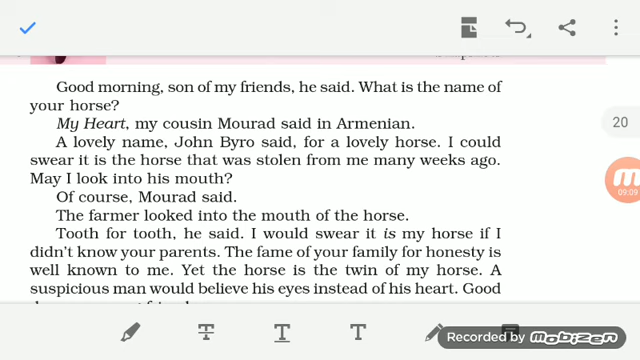 20
Good morning, son of my friends, he said. What is the name of
your horse?
My Heart, my cousin Mourad said in Armenian.
A lovely name, John Byro said, for a lovely horse. I could
swear it is the horse that was stolen from me many weeks ago.
May I look into his mouth?
Of course, Mourad said.
The farmer looked into the mouth of the horse.
Tooth for tooth, he said. I would swear it is my horse if I
didn't know your parents. The fame of your family for honesty is
well known to me. Yet the horse is the twin of my horse. A
suspicious man would believe his eyes instead of his heart. Good
09:09
T T T
Recorded by mobizen